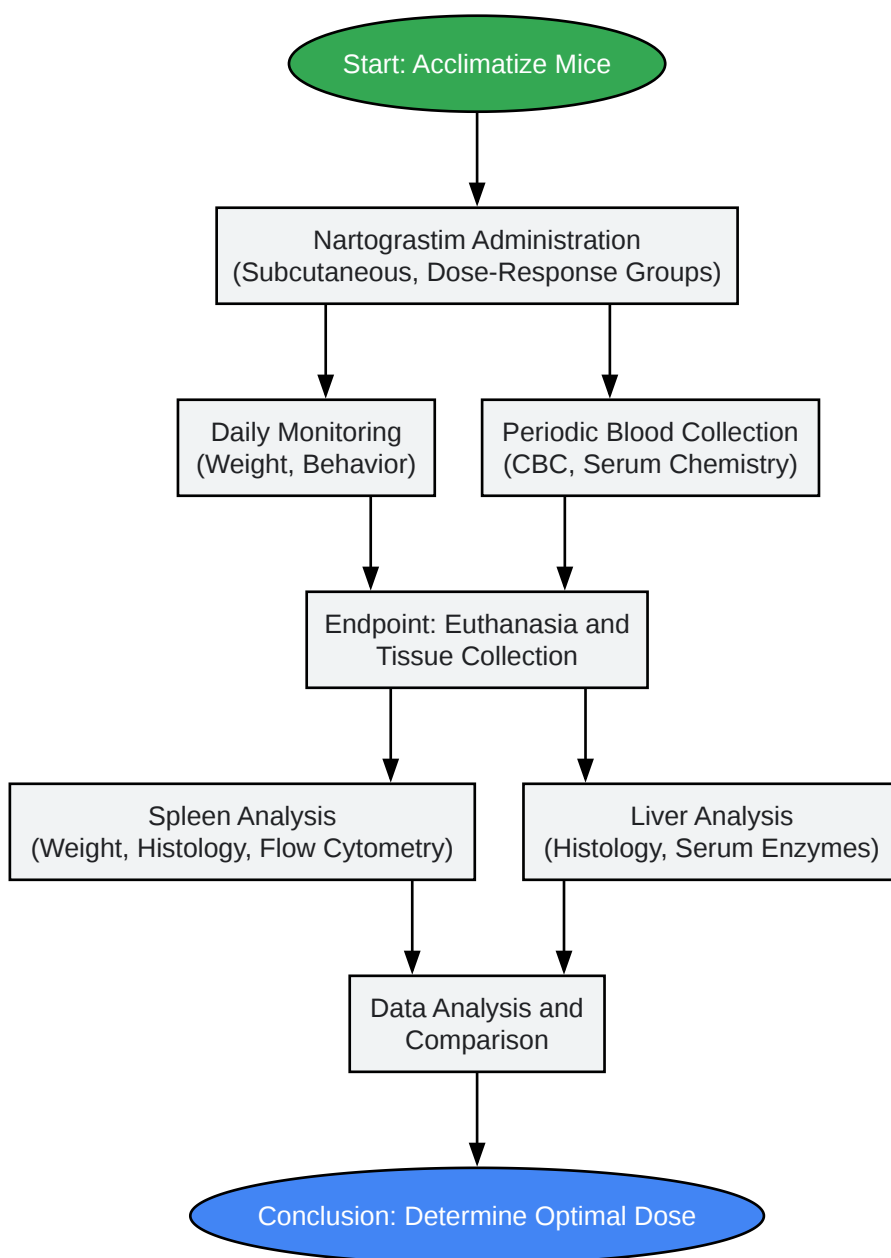 Start: Acclimatize Mice
Nartograstim Administration
(Subcutaneous, Dose-Response Groups)
Daily Monitoring
(Weight, Behavior)
Periodic Blood Collection
(CBC, Serum Chemistry)
Endpoint: Euthanasia and
Tissue Collection
Spleen Analysis
(Weight, Histology, Flow Cytometry)
Liver Analysis
(Histology, Serum Enzymes)
Data Analysis and
Comparison
Conclusion: Determine Optimal Dose